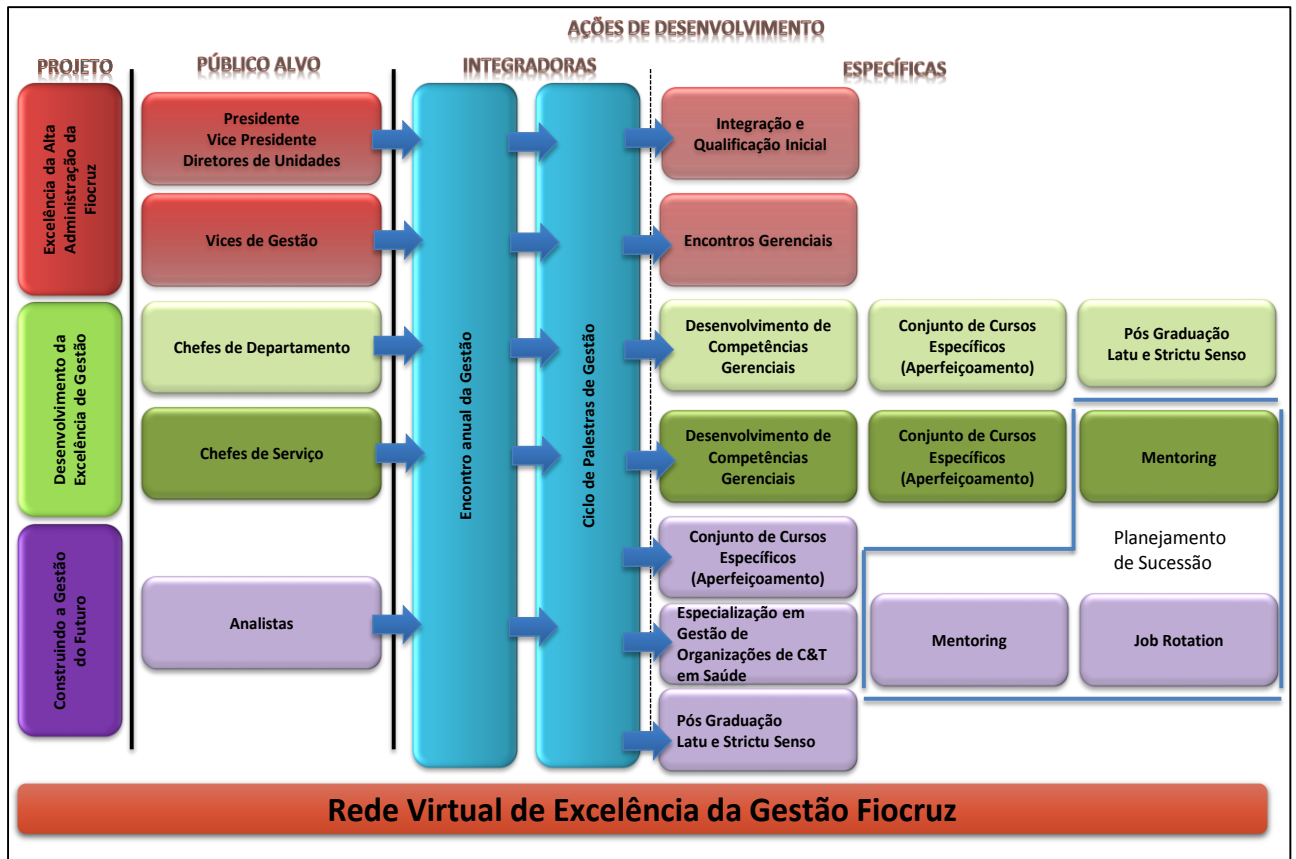 AÇÕES DE DESENVOLVIMENTO
PROJETO
PÚBLICO ALVO
INTEGRADORAS
ESPECÍFICAS
Excelência da Alta
Administração da
Fiocruz
Presidente
Vice Presidente
Diretores de Unidades
Vices de Gestão
Integração e
Qualificação Inicial
Encontros Gerenciais
Encontro anual da Gestão
Ciclo de Palestras de Gestão
Desenvolvimento da
Excelência de Gestão
Chefes de Departamento
Desenvolvimento de
Competências
Gerenciais
Conjunto de Cursos
Específicos
(Aperfeiçoamento)
Pós Graduação
Latu e Strictu Senso
Chefes de Serviço
Desenvolvimento de
Competências
Gerenciais
Conjunto de Cursos
Específicos
(Aperfeiçoamento)
Mentoring
Construindo a Gestão
do Futuro
Analistas
Conjunto de Cursos
Específicos
(Aperfeiçoamento)
Planejamento
de Sucessão
Especialização em
Gestão de
Organizações de C&T
em Saúde
Mentoring
Job Rotation
Pós Graduação
Latu e Strictu Senso
Rede Virtual de Excelência da Gestão Fiocruz